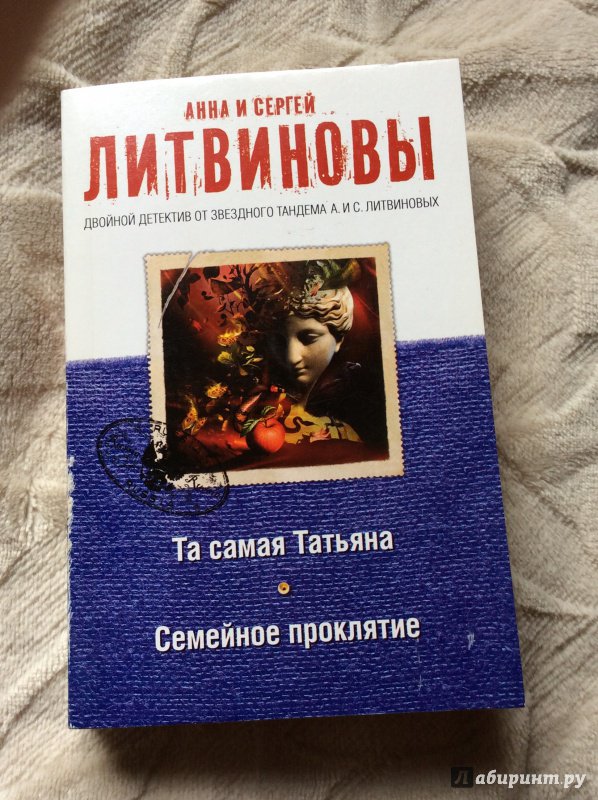 АННА И СЕРГЕЙ
ЛИТВИНОВЫ
ДВОЙНОЙ ДЕТЕКТИВ ОТ ЗВЕЗДНОГО ТАНДЕМА А. И С. ЛИТВИНОВЫХ
Та самая Татьяна
Семейное проклятие
Лабиринт.ру